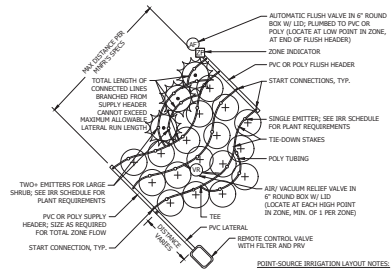 AUTOMATIC FLUSH VALVE IN 6" ROUND
BOX W/ LID; PLUMBED TO PVC OR
POLY (LOCATE AT LOW POINT IN ZONE,
AT END OF FLUSH HEADER)
AF
ZF
ZONE INDICATOR
PVC OR POLY FLUSH HEADER
START CONNECTIONS, TYP.
MAX DISTANCE PER
MNFR'S SPECS
TOTAL LENGTH OF
CONNECTED LINES
BRANCHED FROM
SUPPLY HEADER
CANNOT EXCEED
MAXIMUM ALLOWABLE
LATERAL RUN LENGTH
SINGLE EMITTER; SEE IRR SCHEDULE
FOR PLANT REQUIREMENTS
TIE-DOWN STAKES
POLY TUBING
VR
TWO+ EMITTERS FOR LARGE
SHRUB; SEE IRR SCHEDULE FOR
PLANT REQUIREMENTS
AIR/ VACUUM RELIEF VALVE IN
6" ROUND BOX W/ LID
(LOCATE AT EACH HIGH POINT
IN ZONE, MIN. OF 1 PER ZONE)
PVC OR POLY SUPPLY
HEADER; SIZE AS REQUIRED
FOR TOTAL ZONE FLOW
TEE
PVC LATERAL
DISTANCE
VARIES
START CONNECTION, TYP.
REMOTE CONTROL VALVE
WITH FILTER AND PRV
POINT-SOURCE IRRIGATION LAYOUT NOTES: